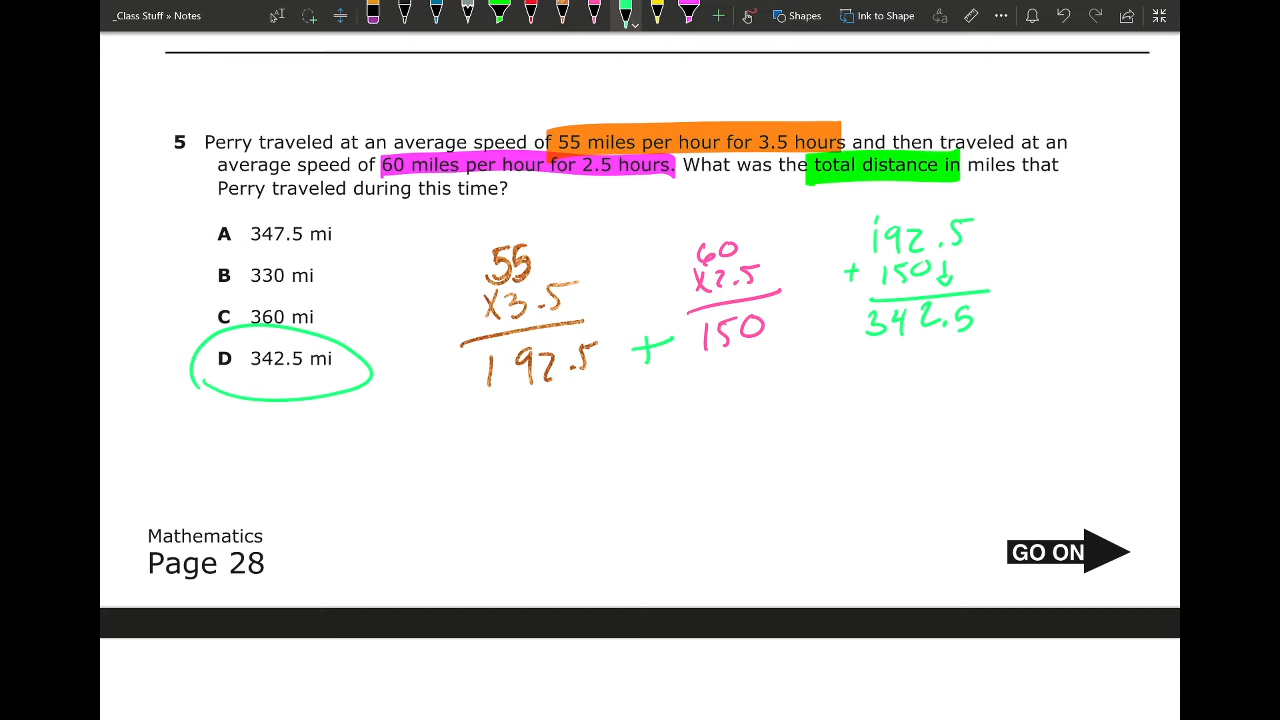 _Class Stuff » Notes
Shapes
Ink to Shape
5 Perry traveled at an average speed of 55 miles per hour for 3.5 hours and then traveled at an
average speed of 60 miles per hour for 2.5 hours. What was the total distance in miles that
Perry traveled during this time?
A 347.5 mi
B 330 mi
C 360 mi
D 342.5 mi
55
x3.5
192.5
+
60
x2.5
150
192.5
+ 150
342.5
Mathematics
Page 28
GO ON